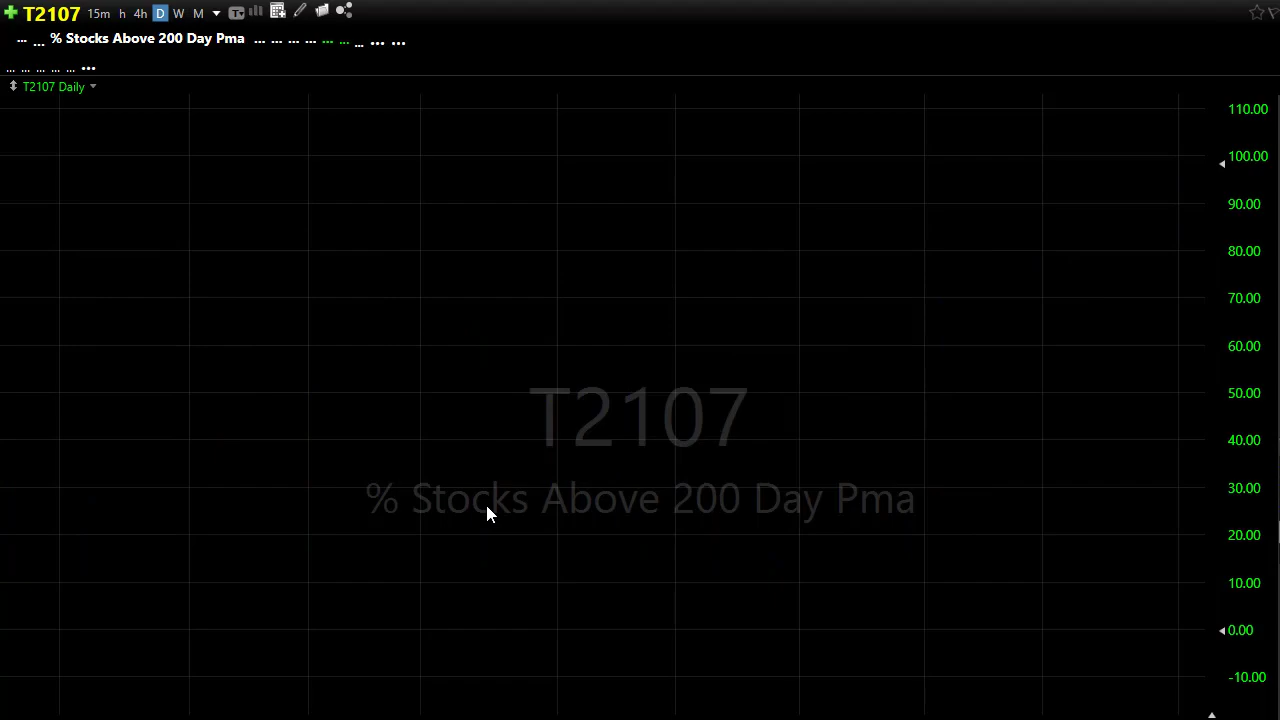 T2107 15m h 4h D W M T
... ... % Stocks Above 200 Day Pma ... ... ... ... ... ... ... ... ...
... ... ... ... ... ...
T2107 Daily
110.00
100.00
90.00
80.00
70.00
60.00
50.00
T2107
40.00
30.00
% Stocks Above 200 Day Pma
20.00
10.00
0.00
-10.00